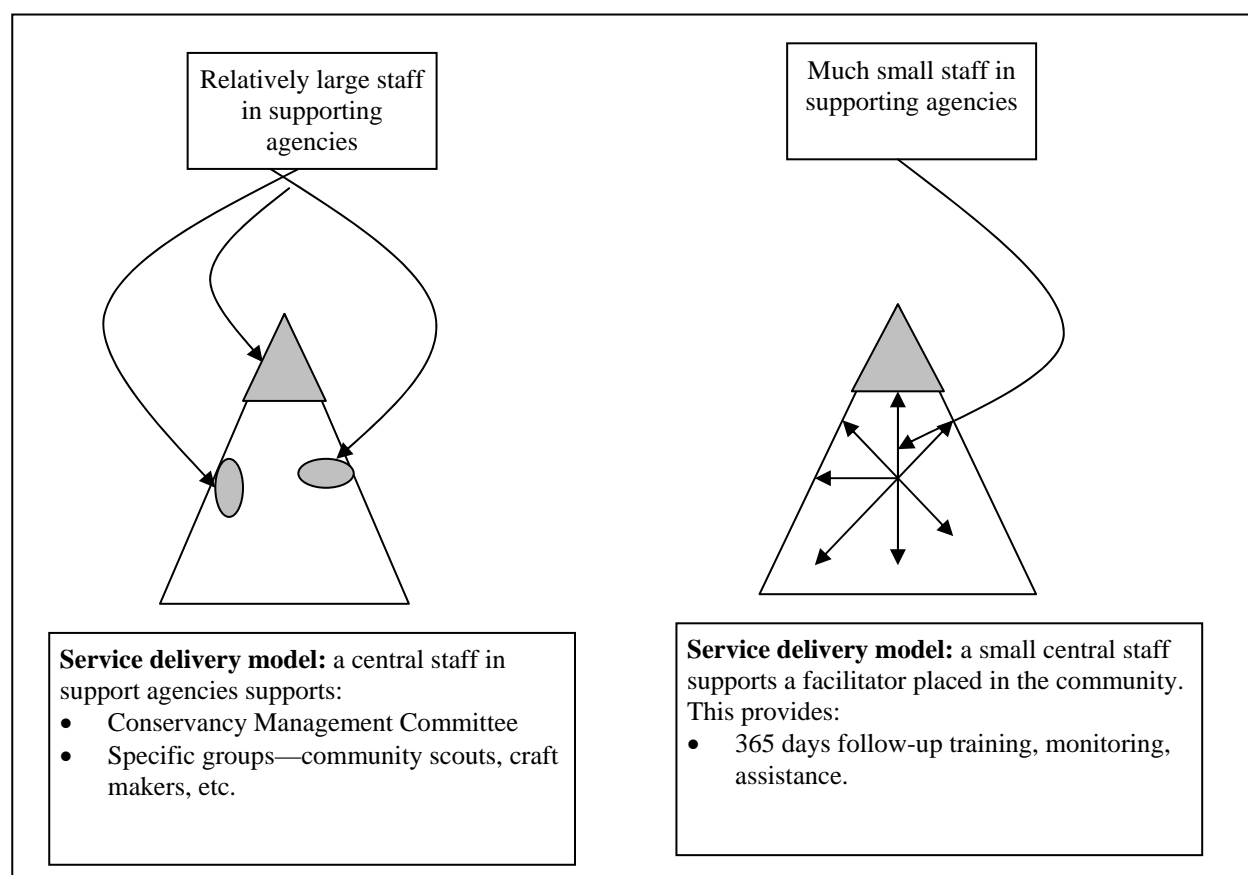 Relatively large staff
in supporting
agencies
Much small staff in
supporting agencies
Service delivery model: a central staff in
support agencies supports:
• Conservancy Management Committee
• Specific groups—community scouts, craft
makers, etc.
Service delivery model: a small central staff
supports a facilitator placed in the community.
This provides:
• 365 days follow-up training, monitoring,
assistance.